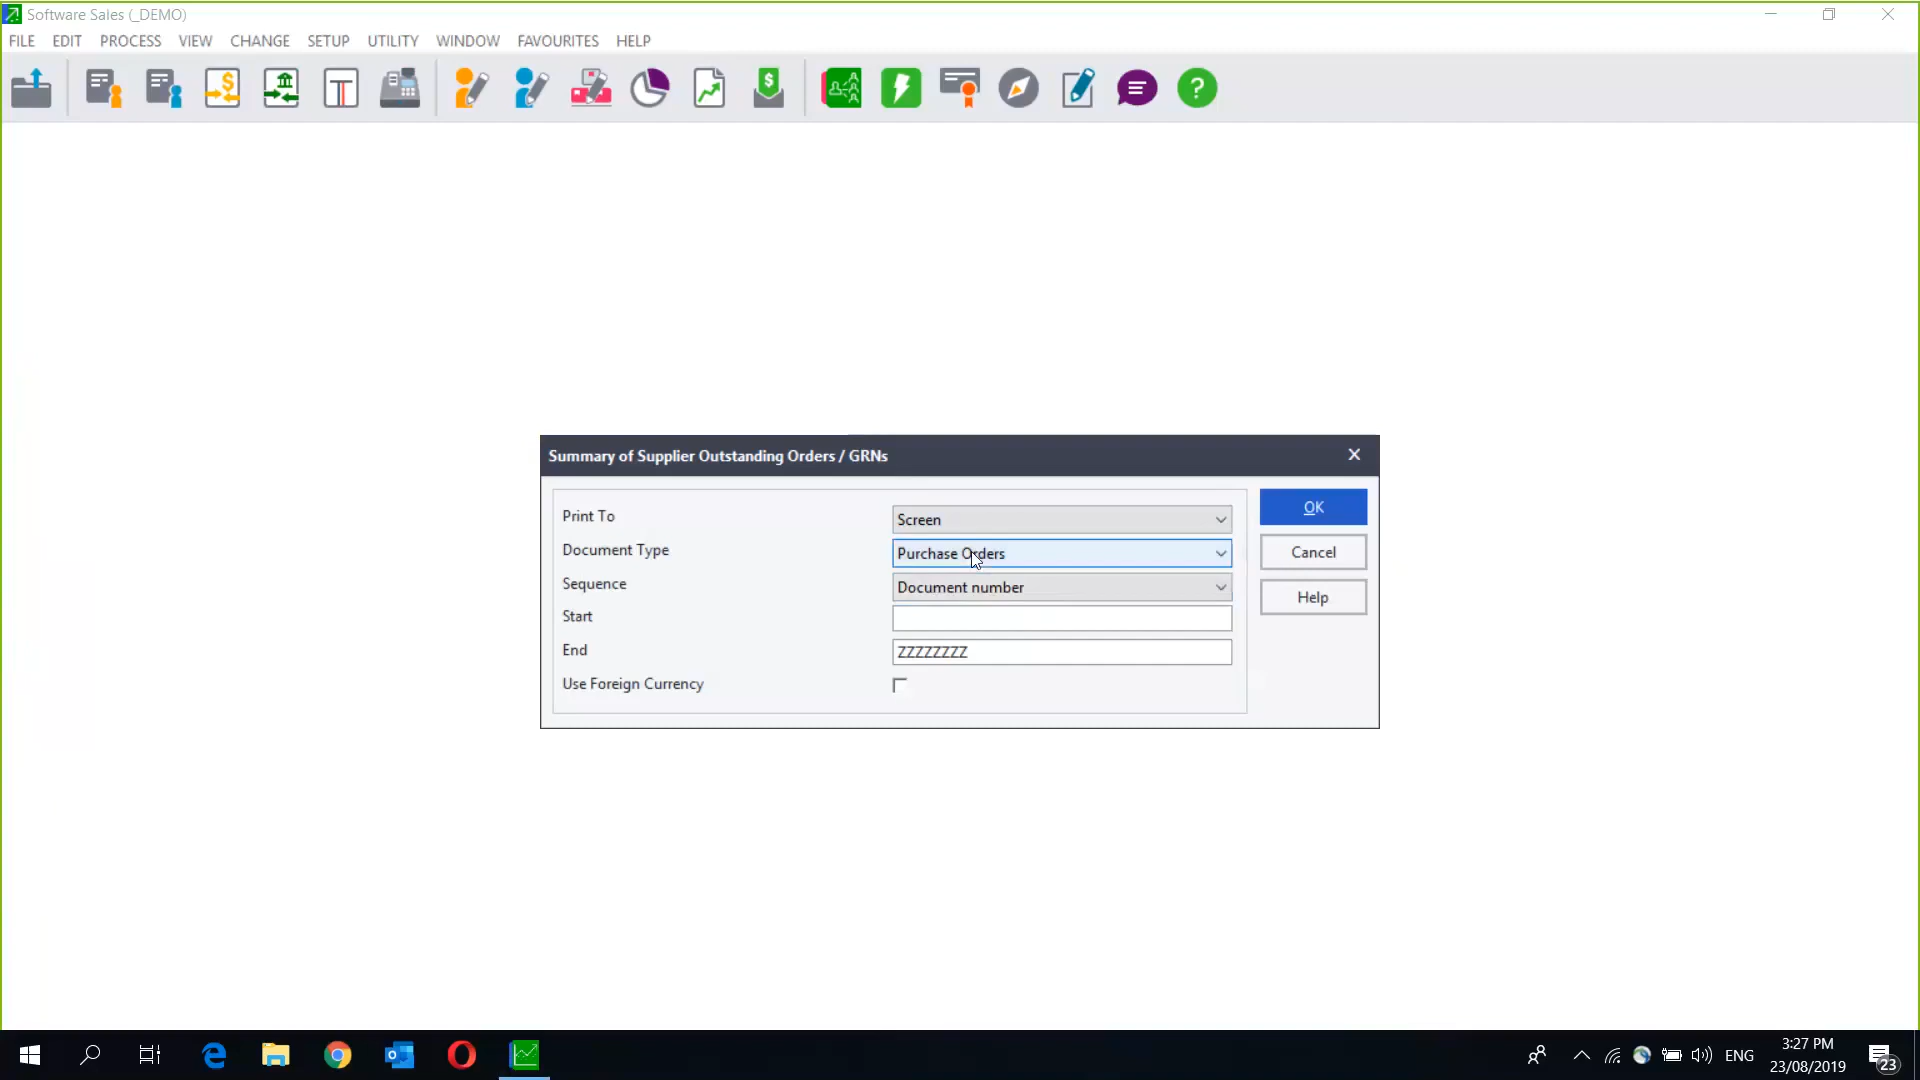 Software Sales (_DEMO)
FILE EDIT PROCESS VIEW CHANGE SETUP UTILITY WINDOW FAVOURITES HELP
Summary of Supplier Outstanding Orders / GRNs
Print To Screen
OK
Document Type Purchase Orders
Cancel
Sequence Document number
Help
Start
End ZZZZZZZZ
Use Foreign Currency
ENG
3:27 PM
23/08/2019
23